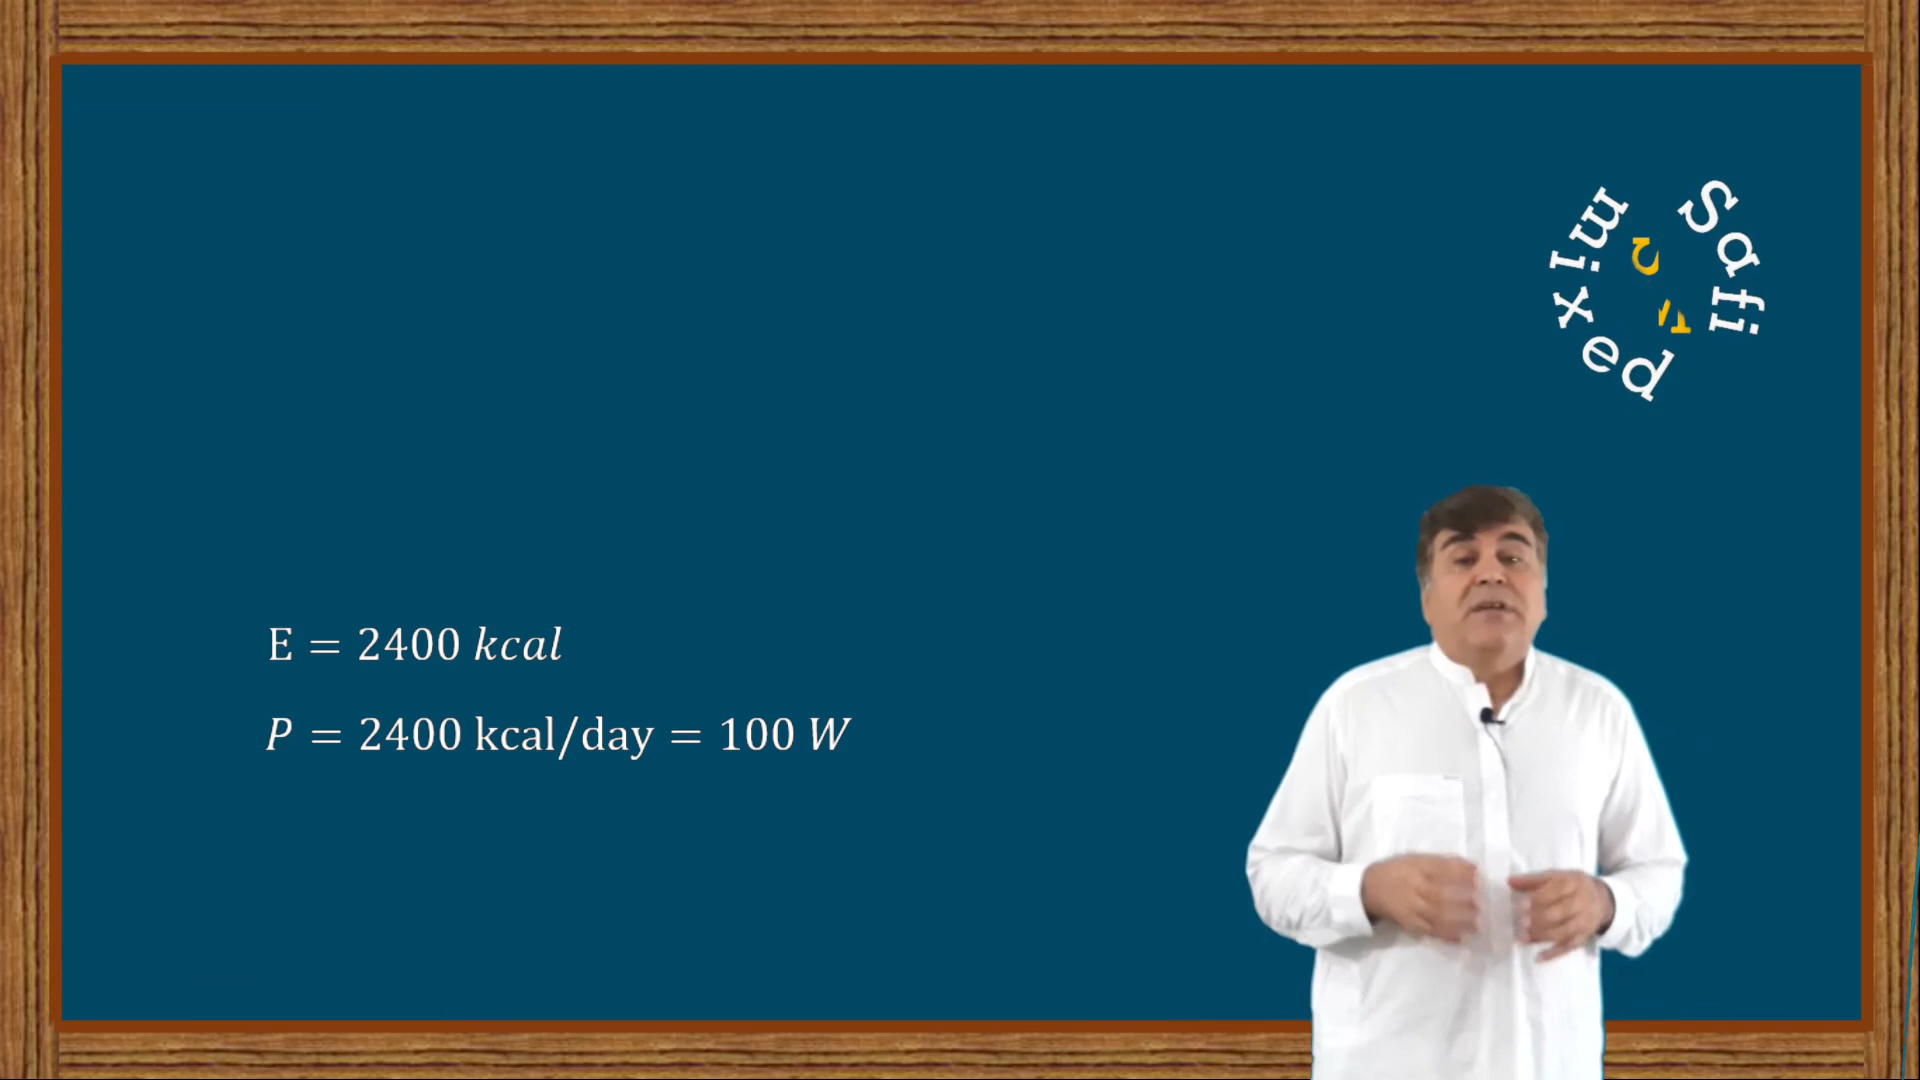 Safi
mixed
E = 2400 kcal
P = 2400 kcal/day = 100 W